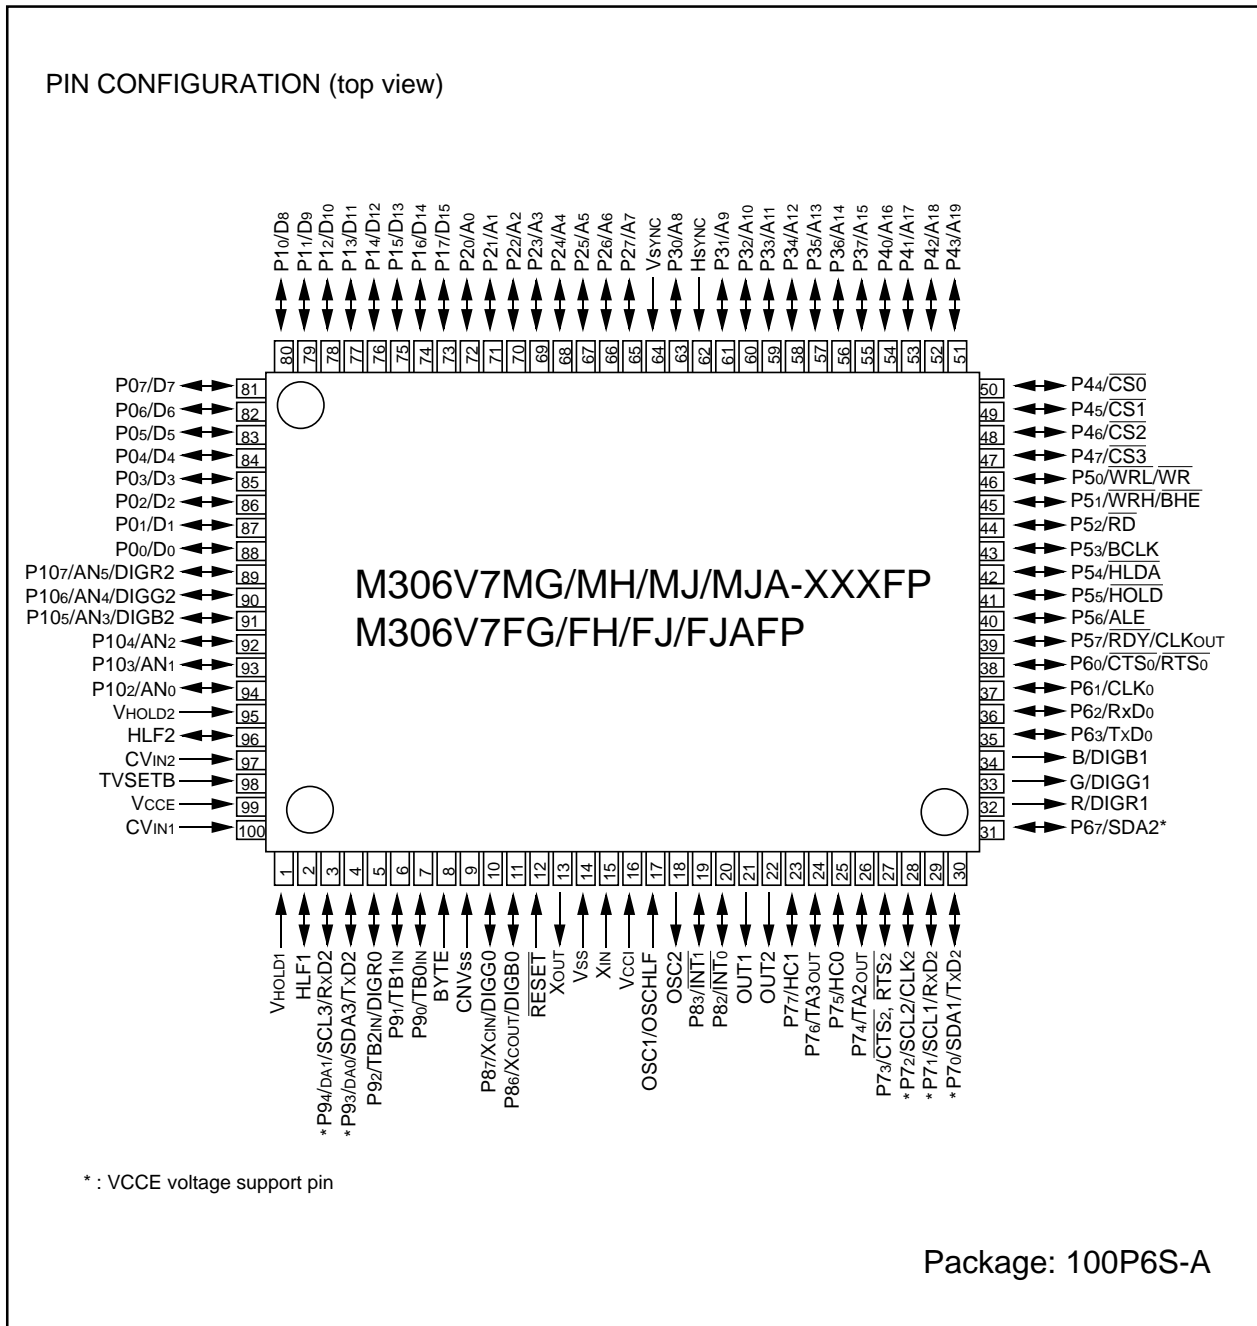 PIN CONFIGURATION (top view)
P10/D8
P11/D9
P12/D10
P13/D11
P14/D12
P15/D13
P16/D14
P17/D15
P20/A0
P21/A1
P22/A2
P23/A3
P24/A4
P25/A5
P26/A6
P27/A7
VSYNC
P30/A8
HSYNC
P31/A9
P32/A10
P33/A11
P34/A12
P35/A13
P36/A14
P37/A15
P40/A16
P41/A17
P42/A18
P43/A19
80 79 78 77 76 75 74 73 72 71 70 69 68 67 66 65 64 63 62 61 60 59 58 57 56 55 54 53 52 51
P07/D7 81
P06/D6 82
P05/D5 83
P04/D4 84
P03/D3 85
P02/D2 86
P01/D1 87
P00/D0 88
P107/AN5/DIGR2 89
P106/AN4/DIGG2 90
P105/AN3/DIGB2 91
P104/AN2 92
P103/AN1 93
P102/AN0 94
VHOLD2 95
HLF2 96
CVIN2 97
TVSETB 98
VCCE 99
CVIN1 100
M306V7MG/MH/MJ/MJA-XXXFP
M306V7FG/FH/FJ/FJAFP
50 P44/CS0
49 P45/CS1
48 P46/CS2
47 P47/CS3
46 P50/WRL/WR
45 P51/WRH/BHE
44 P52/RD
43 P53/BCLK
42 P54/HLDA
41 P55/HOLD
40 P56/ALE
39 P57/RDY/CLKOUT
38 P60/CTS0/RTS0
37 P61/CLK0
36 P62/RxD0
35 P63/TxD0
34 B/DIGB1
33 G/DIGG1
32 R/DIGR1
31 P67/SDA2*
1 2 3 4 5 6 7 8 9 10 11 12 13 14 15 16 17 18 19 20 21 22 23 24 25 26 27 28 29 30
VHOLD1
HLF1
*P94/DA1/SCL3/RxD2
*P93/DA0/SDA3/TxD2
P92/TB2IN/DIGR0
P91/TB1IN
P90/TB0IN
BYTE
CNVss
P87/XCIN/DIGG0
P86/XCOUT/DIGB0
RESET
XOUT
VSS
XIN
VCCI
OSC1/OSCHLF
OSC2
P83/INT1
P82/INT0
OUT1
OUT2
P77/HC1
P76/TA3OUT
P75/HC0
P74/TA2OUT
P73/CTS2, RTS2
*P72/SCL2/CLK2
*P71/SCL1/RxD2
*P70/SDA1/TxD2
* : VCCE voltage support pin
Package: 100P6S-A